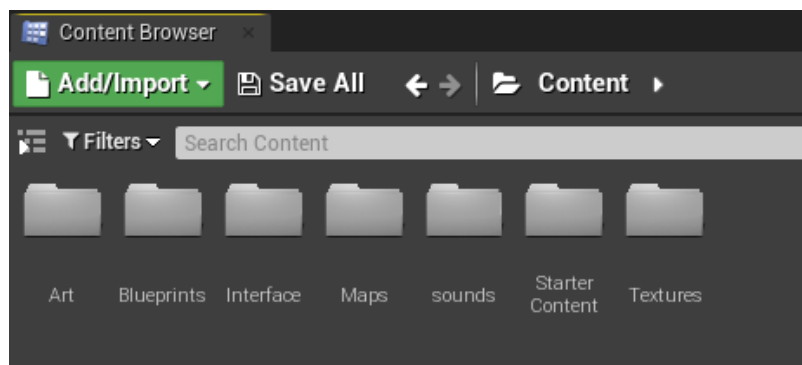 Content Browser
Add/Import Save All Content
Filters Search Content
Art Blueprints Interface Maps sounds Starter Content Textures